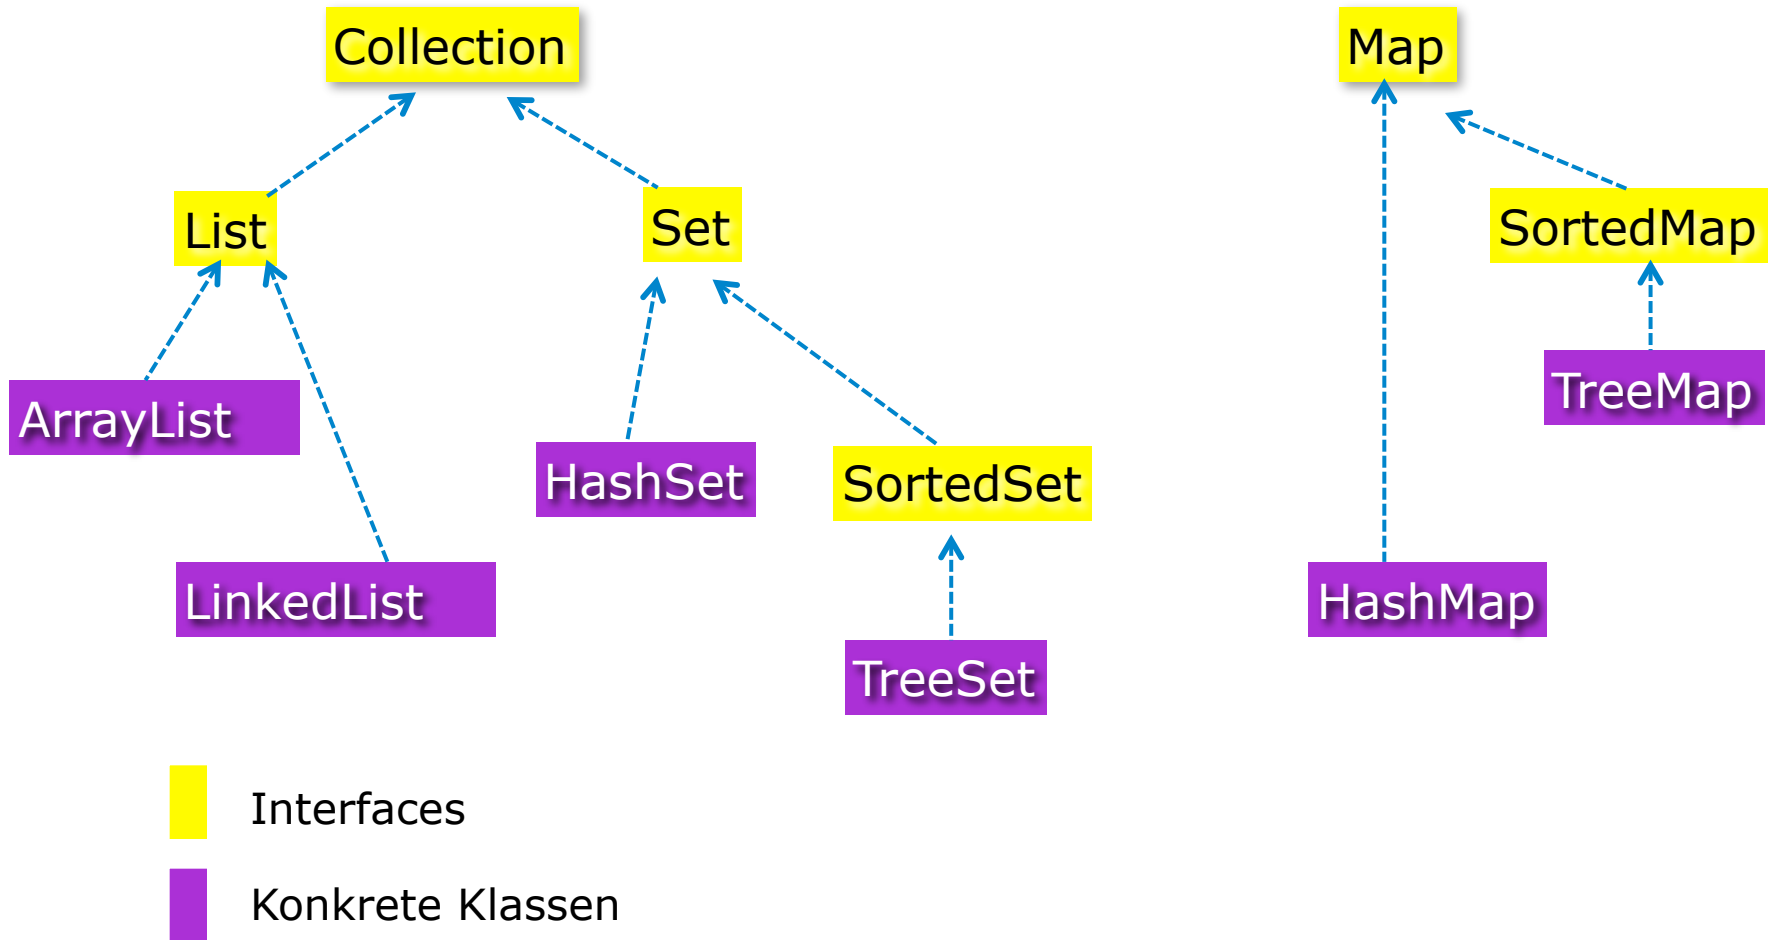 Collection
Map
List
Set
SortedMap
ArrayList
HashSet
SortedSet
TreeMap
LinkedList
HashMap
TreeSet
Interfaces
Konkrete Klassen